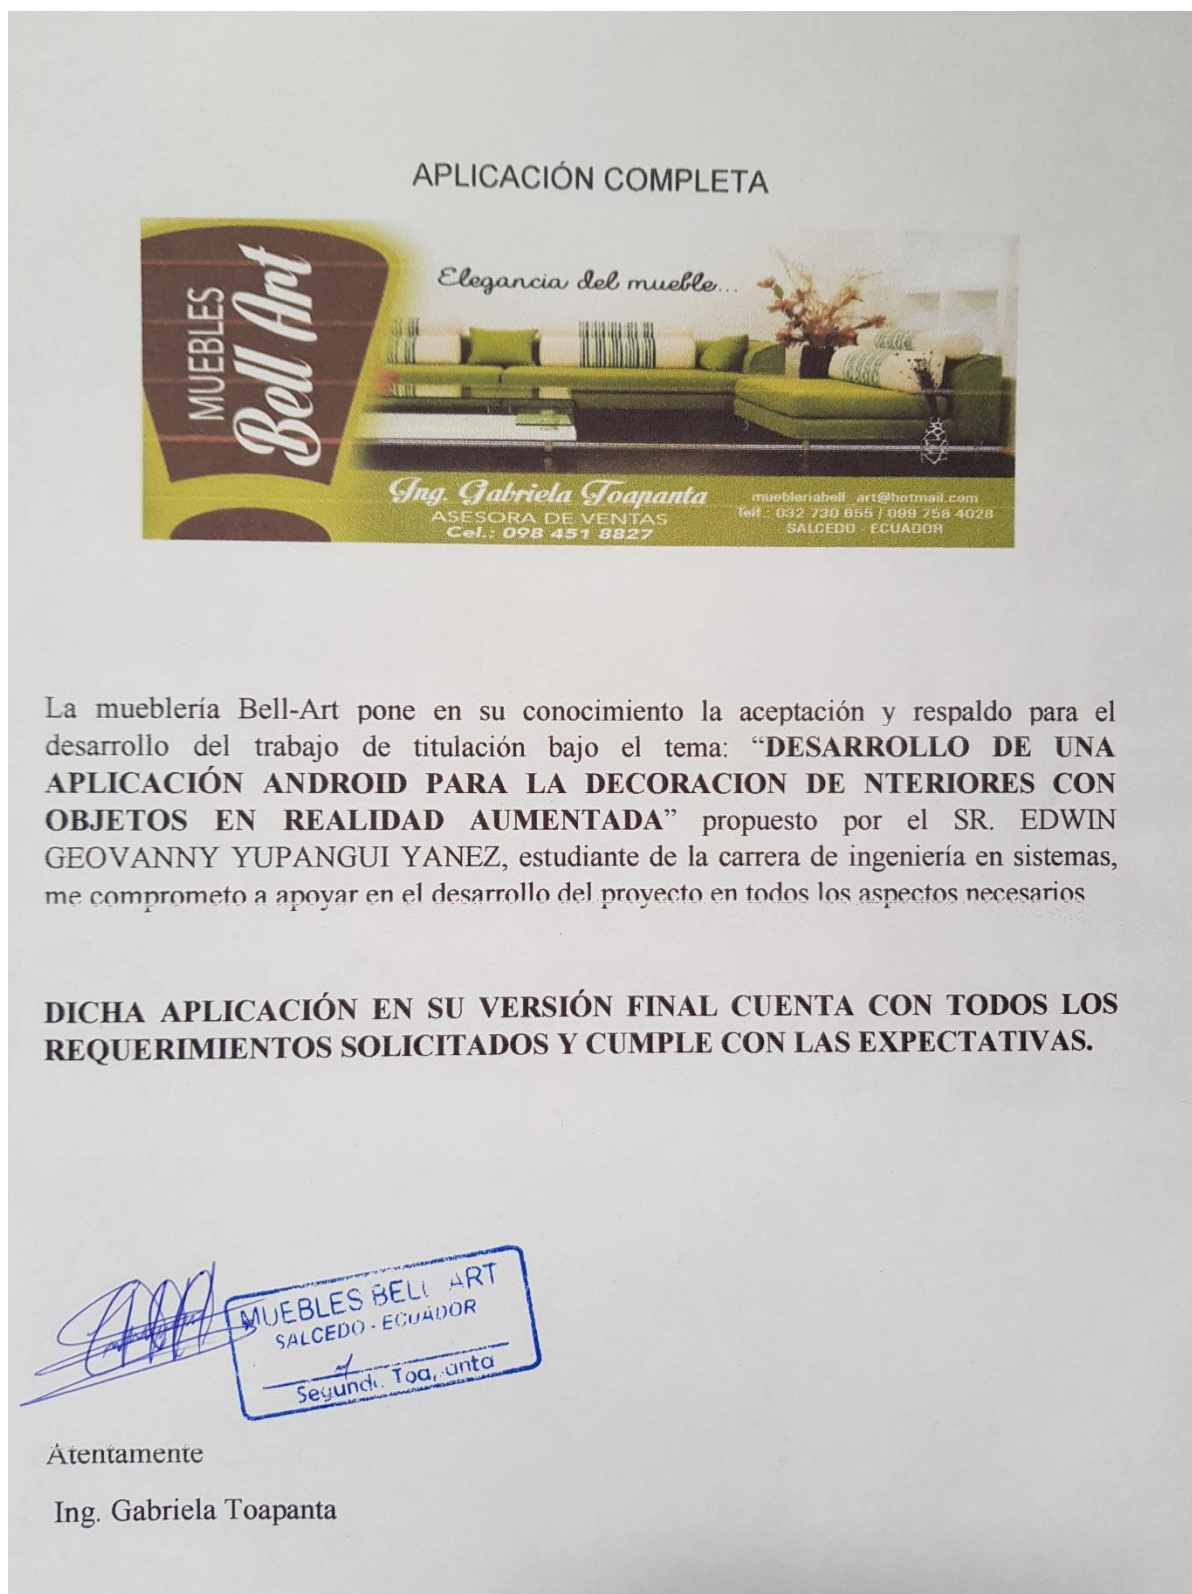 APLICACIÓN COMPLETA
MUEBLES
Bell Art
Elegancia del mueble...
Ing. Gabriela Toapanta
ASESORA DE VENTAS
Cel.: 098 451 8827
muebleriabell_art@hotmail.com
Telf.: 032 730 655 / 099 758 4028
SALCEDO - ECUADOR
La mueblería Bell-Art pone en su conocimiento la aceptación y respaldo para el
desarrollo del trabajo de titulación bajo el tema: “DESARROLLO DE UNA
APLICACIÓN ANDROID PARA LA DECORACION DE NTERIORES CON
OBJETOS EN REALIDAD AUMENTADA” propuesto por el SR. EDWIN
GEOVANNY YUPANGUI YANEZ, estudiante de la carrera de ingeniería en sistemas,
me comprometo a apoyar en el desarrollo del proyecto en todos los aspectos necesarios
DICHA APLICACIÓN EN SU VERSIÓN FINAL CUENTA CON TODOS LOS
REQUERIMIENTOS SOLICITADOS Y CUMPLE CON LAS EXPECTATIVAS.
MUEBLES BELL ART
SALCEDO - ECUADOR
Toapanta
Atentamente
Ing. Gabriela Toapanta